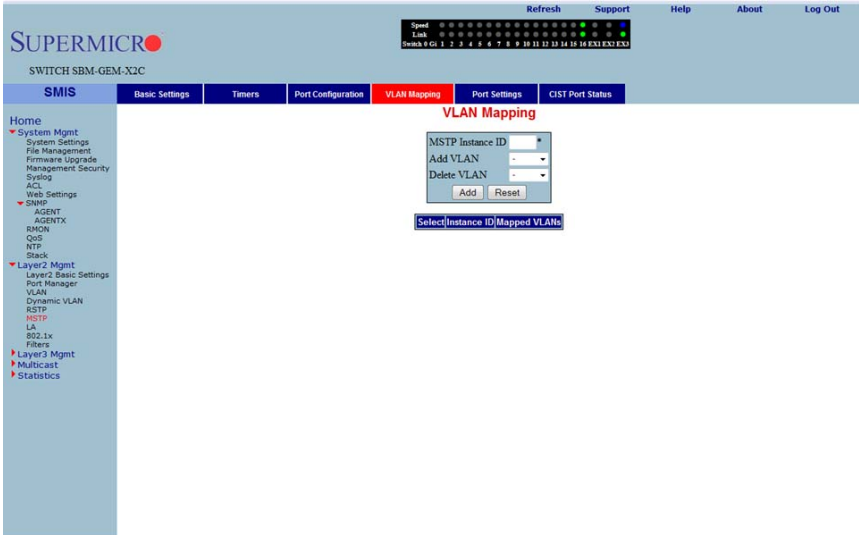 Refresh Support Help About Log Out
Speed
Link
Switch 0 Gi 1 2 3 4 5 6 7 8 9 10 11 12 13 14 15 16 EX1 EX2 EX3
SUPERMICR
SWITCH SBM-GEM-X2C
SMIS
Basic Settings Timers Port Configuration VLAN Mapping Port Settings CIST Port Status
VLAN Mapping
MSTP Instance ID *
Add VLAN -
Delete VLAN -
Add Reset
Select Instance ID Mapped VLANs
Home
System Mgmt
System Settings
File Management
Firmware Upgrade
Management Security
Syslog
ACL
Web Settings
SNMP
AGENT
AGENTX
RMON
QoS
NTP
Stack
Layer2 Mgmt
Layer2 Basic Settings
Port Manager
VLAN
Dynamic VLAN
RSTP
MSTP
LA
802.1x
Filters
Layer3 Mgmt
Multicast
Statistics